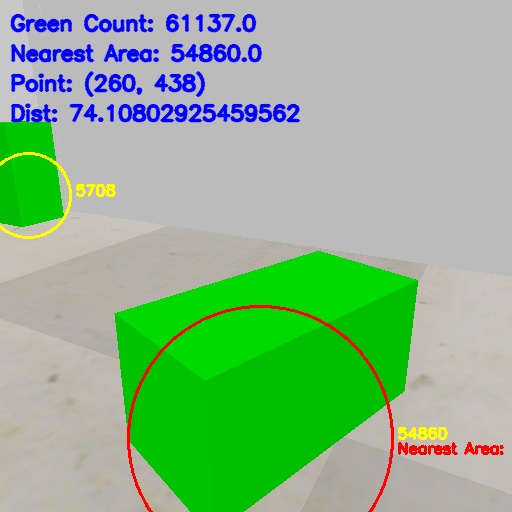 Green Count: 61137.0
Nearest Area: 54860.0
Point: (260, 438)
Dist: 74.10802925459562
5708
54860
Nearest Area: